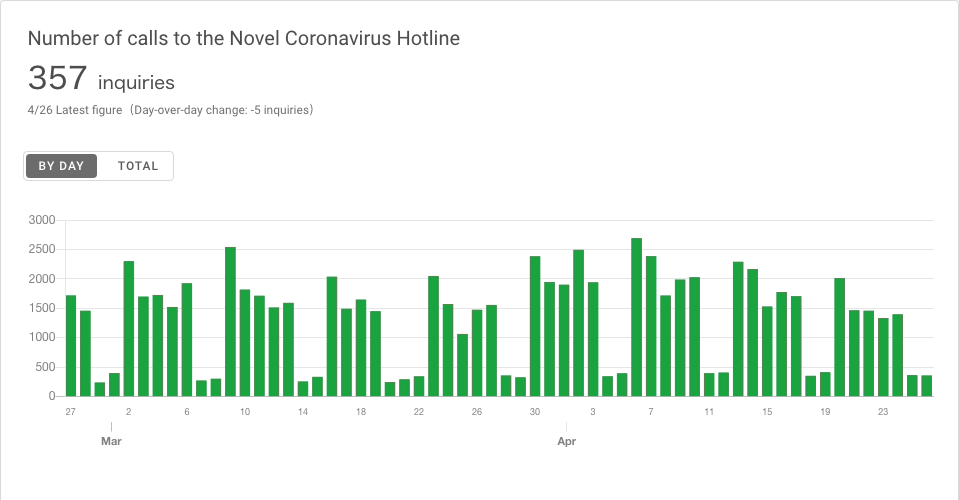 Number of calls to the Novel Coronavirus Hotline
357 inquiries
4/26 Latest figure（Day-over-day change: -5 inquiries）
BY DAY TOTAL
3000
2500
2000
1500
1000
500
0
27 2 6 10 14 18 22 26 30 3 7 11 15 19 23
Mar Apr